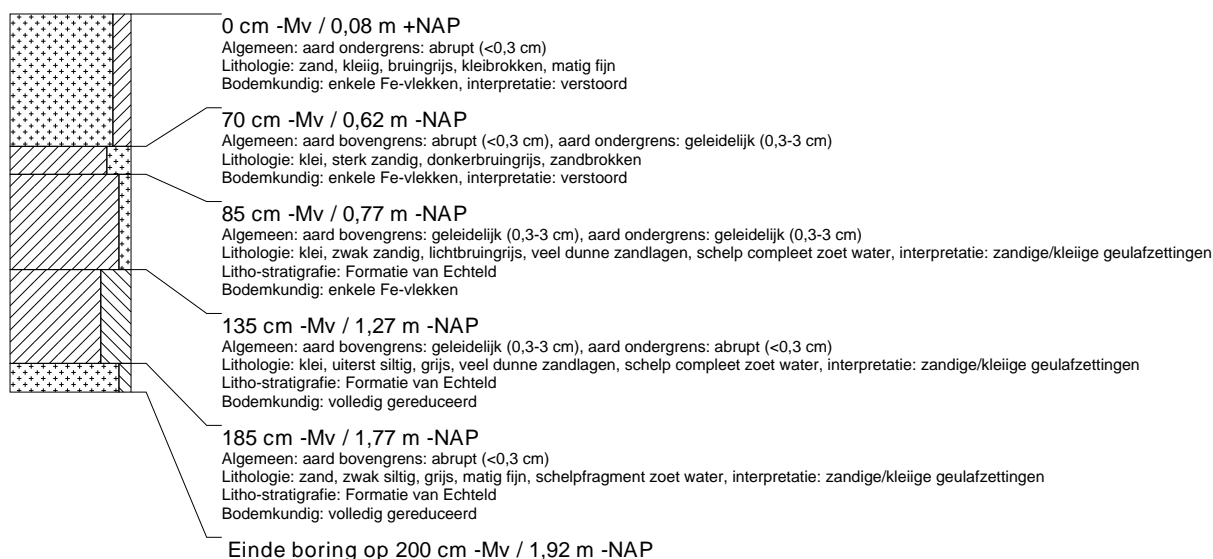 0 cm -Mv / 0,08 m +NAP
Algemeen: aard ondergrens: abrupt (<0,3 cm)
Lithologie: zand, kleiig, bruingrijs, kleibrokken, matig fijn
Bodemkundig: enkele Fe-vlekken, interpretatie: verstoord
70 cm -Mv / 0,62 m -NAP
Algemeen: aard bovengrens: abrupt (<0,3 cm), aard ondergrens: geleidelijk (0,3-3 cm)
Lithologie: klei, sterk zandig, donkerbruingrijs, zandbrokken
Bodemkundig: enkele Fe-vlekken, interpretatie: verstoord
85 cm -Mv / 0,77 m -NAP
Algemeen: aard bovengrens: geleidelijk (0,3-3 cm), aard ondergrens: geleidelijk (0,3-3 cm)
Lithologie: klei, zwak zandig, lichtbruingrijs, veel dunne zandlagen, schelp compleet zoet water, interpretatie: zandige/kleiige geulafzettingen
Litho-stratigrafie: Formatie van Echteld
Bodemkundig: enkele Fe-vlekken
135 cm -Mv / 1,27 m -NAP
Algemeen: aard bovengrens: geleidelijk (0,3-3 cm), aard ondergrens: abrupt (<0,3 cm)
Lithologie: klei, uiterst siltig, grijs, veel dunne zandlagen, schelp compleet zoet water, interpretatie: zandige/kleiige geulafzettingen
Litho-stratigrafie: Formatie van Echteld
Bodemkundig: volledig gereduceerd
185 cm -Mv / 1,77 m -NAP
Algemeen: aard bovengrens: abrupt (<0,3 cm)
Lithologie: zand, zwak siltig, grijs, matig fijn, schelpfragment zoet water, interpretatie: zandige/kleiige geulafzettingen
Litho-stratigrafie: Formatie van Echteld
Bodemkundig: volledig gereduceerd
Einde boring op 200 cm -Mv / 1,92 m -NAP